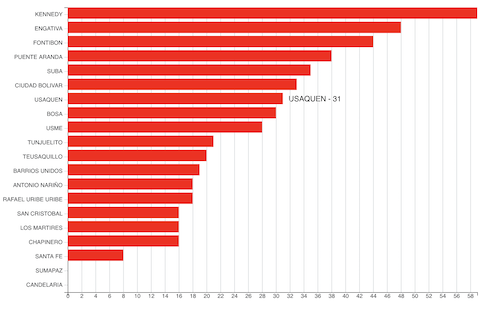 KENNEDY
ENGATIVA
FONTIBON
PUENTE ARANDA
SUBA
CIUDAD BOLIVAR
USAQUEN
USAQUEN - 31
BOSA
USME
TUNJUELITO
TEUSAQUILLO
BARRIOS UNIDOS
ANTONIO NARIÑO
RAFAEL URIBE URIBE
SAN CRISTOBAL
LOS MARTIRES
CHAPINERO
SANTA FE
SUMAPAZ
CANDELARIA
0 2 4 6 8 10 12 14 16 18 20 22 24 26 28 30 32 34 36 38 40 42 44 46 48 50 52 54 56 58